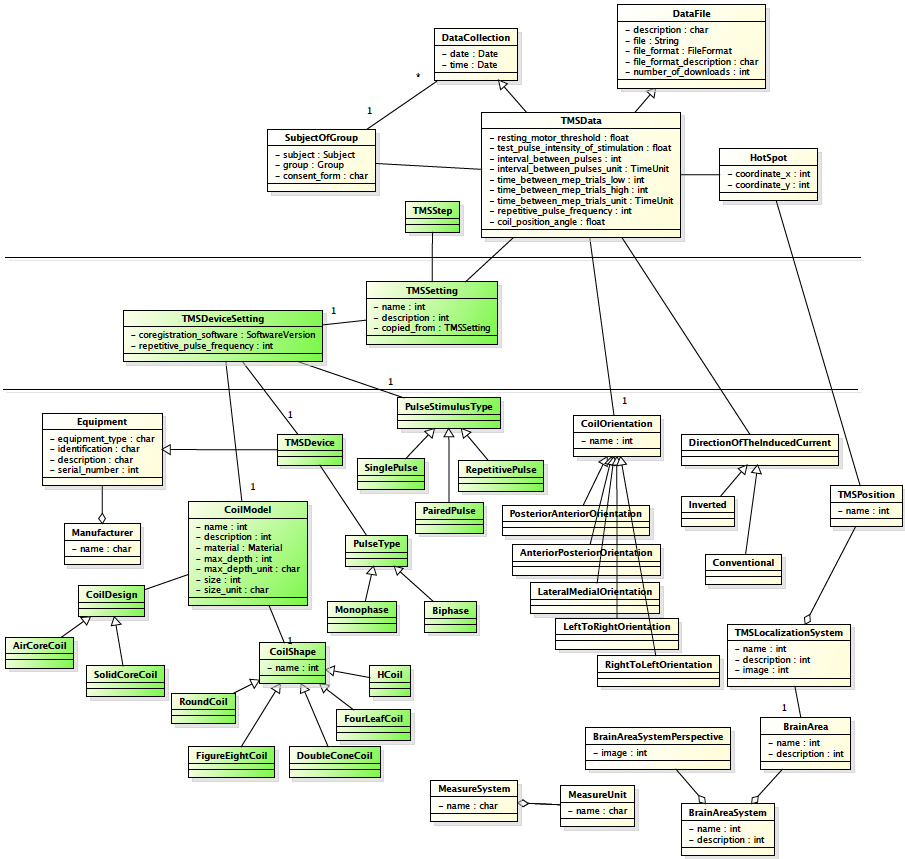 DataFile
- description : char
- file : String
- file_format : FileFormat
- file_format_description : char
- number_of_downloads : int
DataCollection
- date : Date
- time : Date
*
1
TMSData
- resting_motor_threshold : float
- test_pulse_intensity_of_stimulation : float
- interval_between_pulses : int
- interval_between_pulses_unit : TimeUnit
- time_between_mep_trials_low : int
- time_between_mep_trials_high : int
- time_between_mep_trials_unit : TimeUnit
- repetitive_pulse_frequency : int
- coil_position_angle : float
SubjectOfGroup
- subject : Subject
- group : Group
- consent_form : char
HotSpot
- coordinate_x : int
- coordinate_y : int
TMSStep
TMSSetting
- name : int
- description : int
- copied_from : TMSSetting
1
TMSDeviceSetting
- coregistration_software : SoftwareVersion
- repetitive_pulse_frequency : int
1
1
1
1
PulseStimulusType
Equipment
- equipment_type : char
- identification : char
- description : char
- serial_number : int
TMSDevice
CoilOrientation
- name : int
DirectionOfTheInducedCurrent
SinglePulse
RepetitivePulse
PairedPulse
TMSPosition
- name : int
Inverted
Conventional
CoilModel
- name : int
- description : int
- material : Material
- max_depth : int
- max_depth_unit : char
- size : int
- size_unit : char
Manufacturer
- name : char
PosteriorAnteriorOrientation
AnteriorPosteriorOrientation
LateralMedialOrientation
LeftToRightOrientation
RightToLeftOrientation
PulseType
Monophase
Biphase
CoilDesign
AirCoreCoil
SolidCoreCoil
1
CoilShape
- name : int
HCoil
RoundCoil
FourLeafCoil
FigureEightCoil
DoubleConeCoil
TMSLocalizationSystem
- name : int
- description : int
- image : int
1
BrainArea
- name : int
- description : int
BrainAreaSystemPerspective
- image : int
MeasureSystem
- name : char
MeasureUnit
- name : char
BrainAreaSystem
- name : int
- description : int